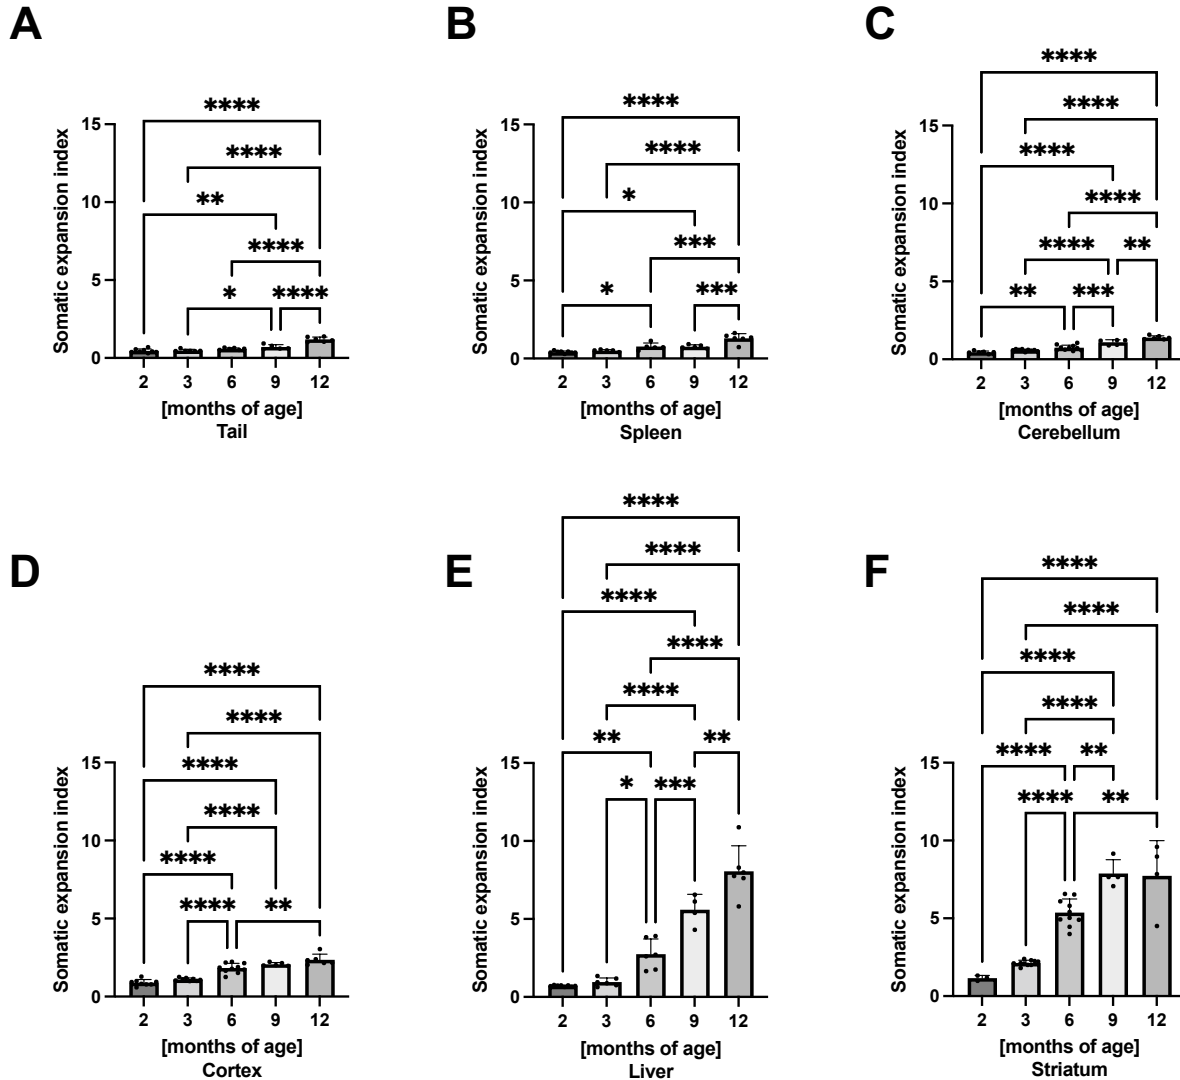 A
B
C
****
****
**
****
*
****
Somatic expansion index
15
10
5
0
2 3 6 9 12
[months of age]
Tail
****
****
*
***
*
***
Somatic expansion index
15
10
5
0
2 3 6 9 12
[months of age]
Spleen
****
****
****
****
****
**
**
***
Somatic expansion index
15
10
5
0
2 3 6 9 12
[months of age]
Cerebellum
D
E
F
****
****
****
****
****
****
**
Somatic expansion index
15
10
5
0
2 3 6 9 12
[months of age]
Cortex
****
****
****
****
****
**
**
*
***
Somatic expansion index
15
10
5
0
2 3 6 9 12
[months of age]
Liver
****
****
****
****
****
**
****
**
Somatic expansion index
15
10
5
0
2 3 6 9 12
[months of age]
Striatum